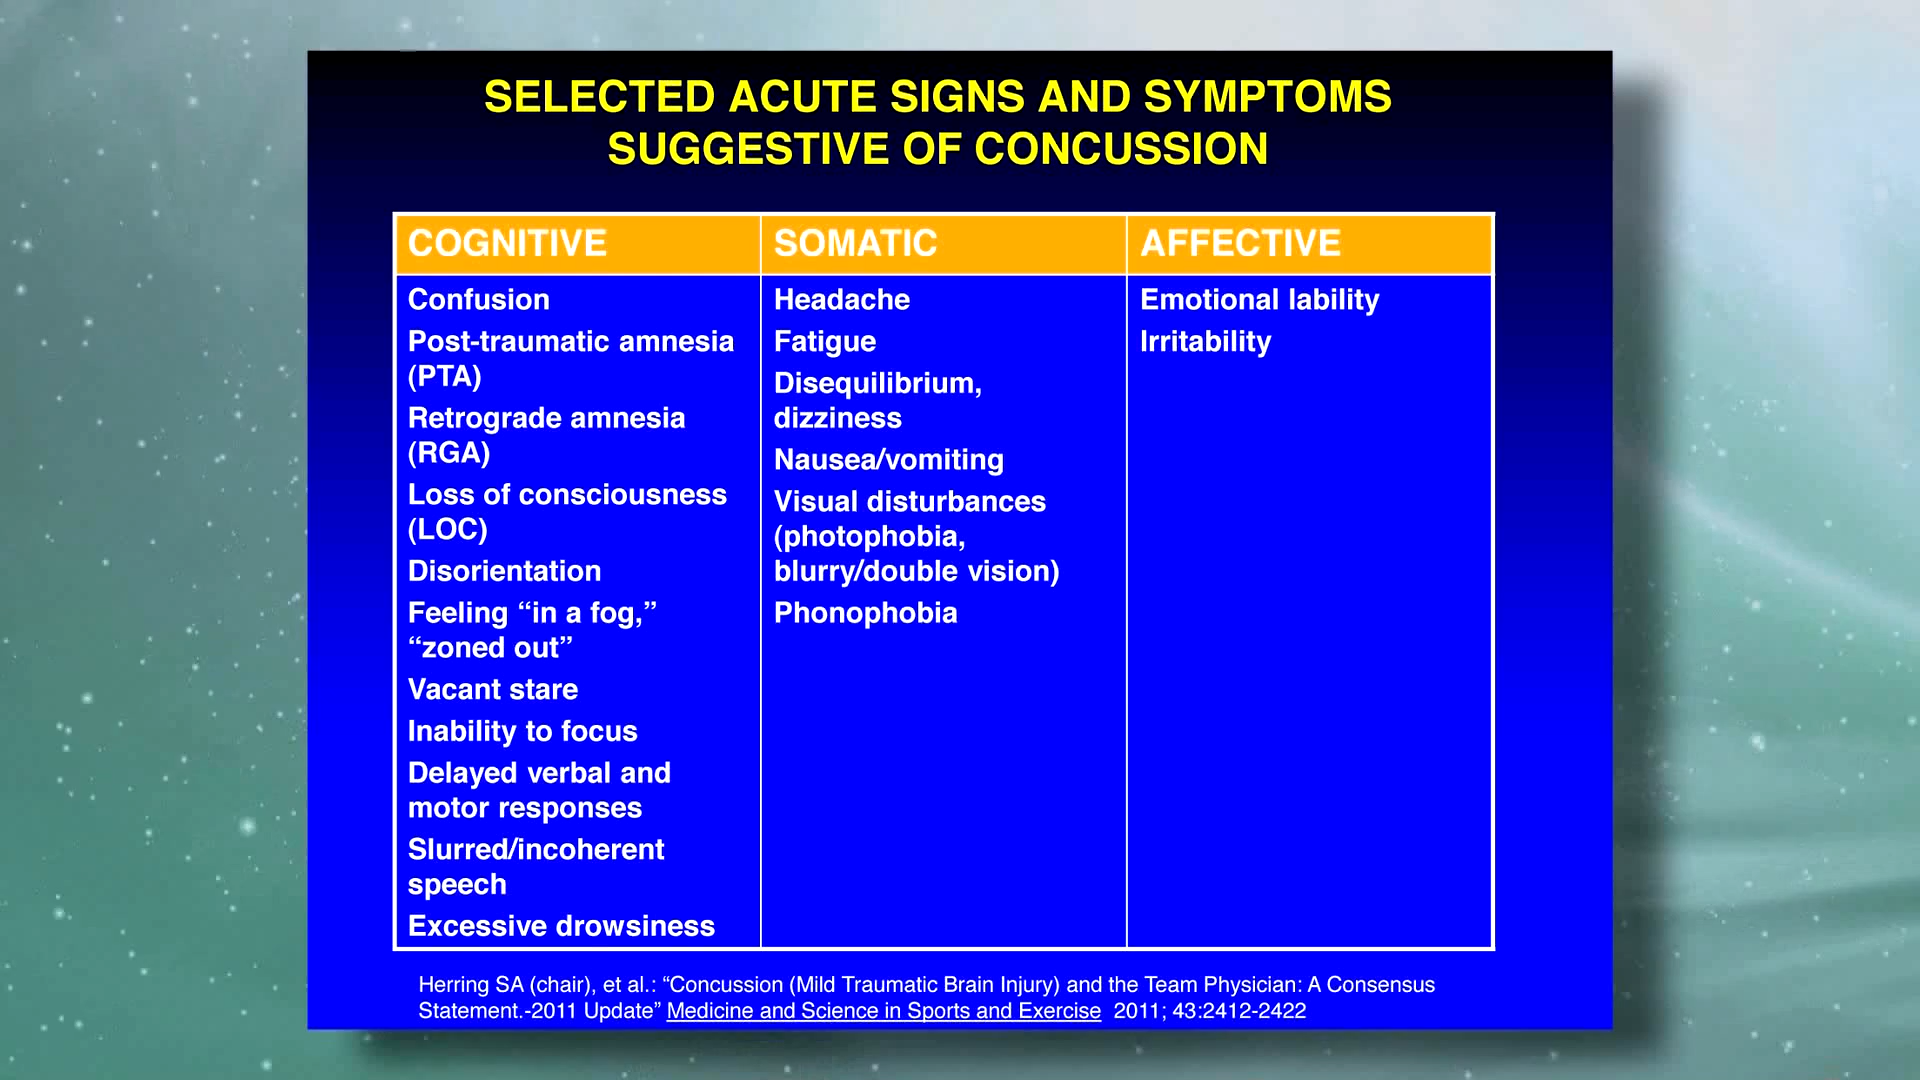 SELECTED ACUTE SIGNS AND SYMPTOMS
SUGGESTIVE OF CONCUSSION
COGNITIVE
Confusion
Post-traumatic amnesia
(PTA)
Retrograde amnesia
(RGA)
Loss of consciousness
(LOC)
Disorientation
Feeling “in a fog,”
“zoned out”
Vacant stare
Inability to focus
Delayed verbal and
motor responses
Slurred/incoherent
speech
Excessive drowsiness
SOMATIC
Headache
Fatigue
Disequilibrium,
dizziness
Nausea/vomiting
Visual disturbances
(photophobia,
blurry/double vision)
Phonophobia
AFFECTIVE
Emotional lability
Irritability
Herring SA (chair), et al.: “Concussion (Mild Traumatic Brain Injury) and the Team Physician: A Consensus
Statement.-2011 Update” Medicine and Science in Sports and Exercise 2011; 43:2412-2422